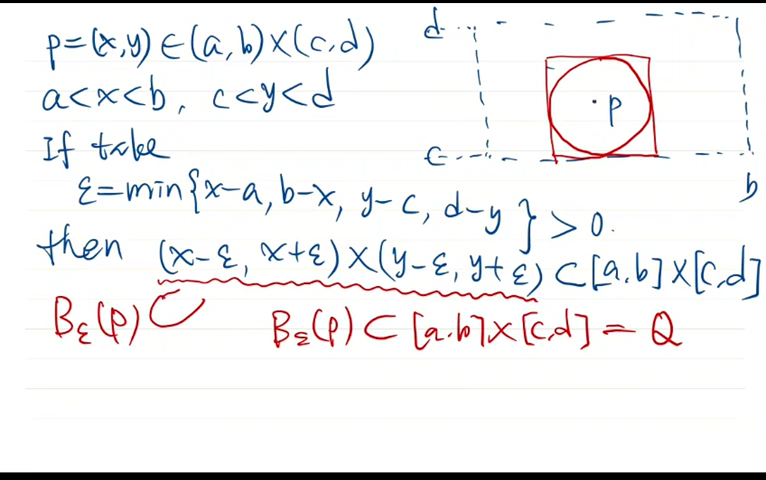 p=(x,y)∈(a,b)×(c,d)
a<x<b, c<y<d
If take
ε=min{x-a, b-x, y-c, d-y}>0.
then (x-ε, x+ε)×(y-ε, y+ε)⊂[a,b]×[c,d]
Bε(p)⊂ Bε(p)⊂[a,b]×[c,d]=Q
d
p
c
b